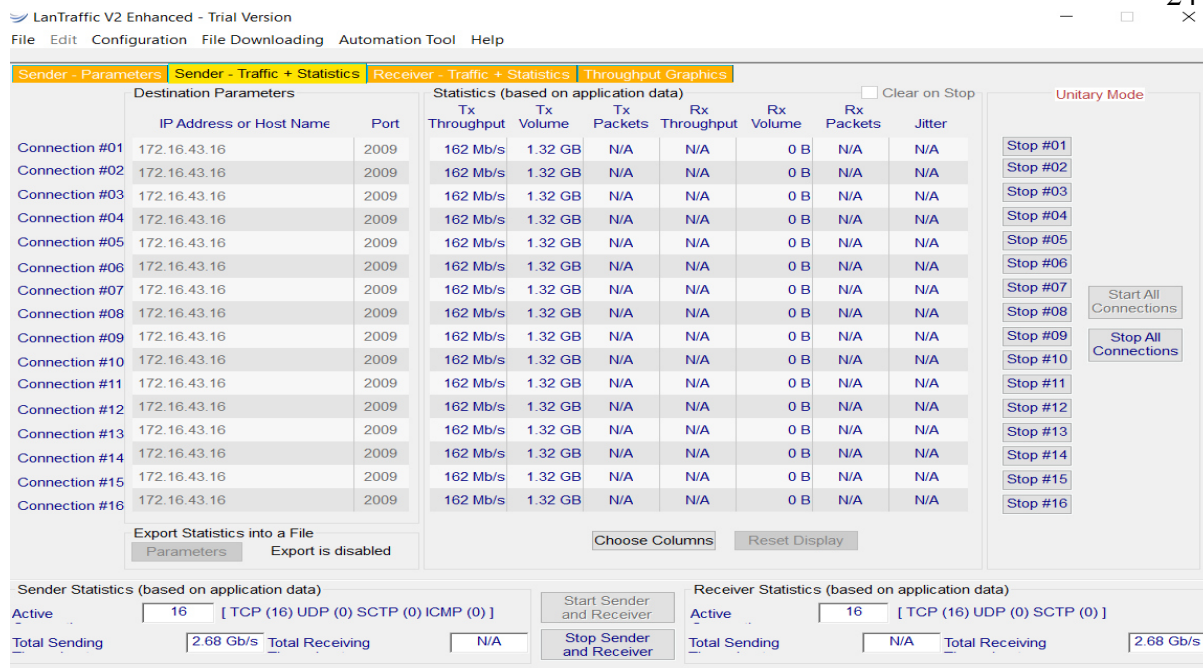 LanTraffic V2 Enhanced - Trial Version
File Edit Configuration File Downloading Automation Tool Help
Sender - Parameters Sender - Traffic + Statistics Receiver - Traffic + Statistics Throughput Graphics
Destination Parameters Statistics (based on application data) Clear on Stop Unitary Mode
Tx Tx Tx Rx Rx Rx
IP Address or Host Name Port Throughput Volume Packets Throughput Volume Packets Jitter
Connection #01 172.16.43.16 2009 162 Mb/s 1.32 GB N/A N/A 0 B N/A N/A Stop #01
Connection #02 172.16.43.16 2009 162 Mb/s 1.32 GB N/A N/A 0 B N/A N/A Stop #02
Connection #03 172.16.43.16 2009 162 Mb/s 1.32 GB N/A N/A 0 B N/A N/A Stop #03
Connection #04 172.16.43.16 2009 162 Mb/s 1.32 GB N/A N/A 0 B N/A N/A Stop #04
Connection #05 172.16.43.16 2009 162 Mb/s 1.32 GB N/A N/A 0 B N/A N/A Stop #05
Connection #06 172.16.43.16 2009 162 Mb/s 1.32 GB N/A N/A 0 B N/A N/A Stop #06
Connection #07 172.16.43.16 2009 162 Mb/s 1.32 GB N/A N/A 0 B N/A N/A Stop #07
Start All
Connection #08 172.16.43.16 2009 162 Mb/s 1.32 GB N/A N/A 0 B N/A N/A Stop #08 Connections
Connection #09 172.16.43.16 2009 162 Mb/s 1.32 GB N/A N/A 0 B N/A N/A Stop #09 Stop All
Connection #10 172.16.43.16 2009 162 Mb/s 1.32 GB N/A N/A 0 B N/A N/A Stop #10 Connections
Connection #11 172.16.43.16 2009 162 Mb/s 1.32 GB N/A N/A 0 B N/A N/A Stop #11
Connection #12 172.16.43.16 2009 162 Mb/s 1.32 GB N/A N/A 0 B N/A N/A Stop #12
Connection #13 172.16.43.16 2009 162 Mb/s 1.32 GB N/A N/A 0 B N/A N/A Stop #13
Connection #14 172.16.43.16 2009 162 Mb/s 1.32 GB N/A N/A 0 B N/A N/A Stop #14
Connection #15 172.16.43.16 2009 162 Mb/s 1.32 GB N/A N/A 0 B N/A N/A Stop #15
Connection #16 172.16.43.16 2009 162 Mb/s 1.32 GB N/A N/A 0 B N/A N/A Stop #16
Export Statistics into a File
Parameters Export is disabled Choose Columns Reset Display
Sender Statistics (based on application data) Receiver Statistics (based on application data)
Active 16 [ TCP (16) UDP (0) SCTP (0) ICMP (0) ] Start Sender and Receiver Active 16 [ TCP (16) UDP (0) SCTP (0) ]
Total Sending 2.68 Gb/s Total Receiving N/A Stop Sender and Receiver Total Sending N/A Total Receiving 2.68 Gb/s